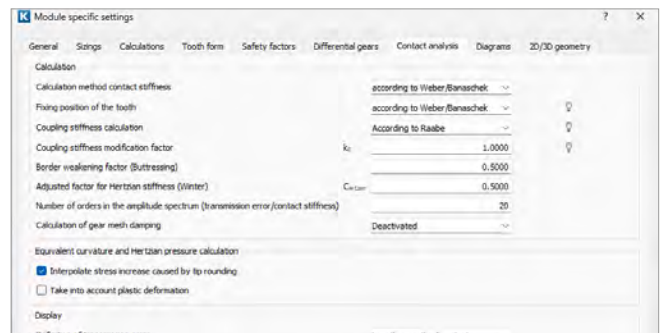 K Module specific settings ? ×
General Sizings Calculations Tooth form Safety factors Differential gears Contact analysis Diagrams 2D/3D geometry
Calculation
Calculation method contact stiffness according to Weber/Banaschek
Fixing position of the tooth according to Weber/Banaschek
Coupling stiffness calculation According to Raabe
Coupling stiffness modification factor 1.0000
Border weakening factor (Buttressing) 0.5000
Adjusted factor for Hertzian stiffness (Winter) 0.5000
Number of orders in the amplitude spectrum (transmission error/contact stiffness) 20
Calculation of gear mesh damping Deactivated
Equivalent curvature and Hertzian pressure calculation
Interpolate stress increase caused by tip rounding
Take into account plastic deformation
Display